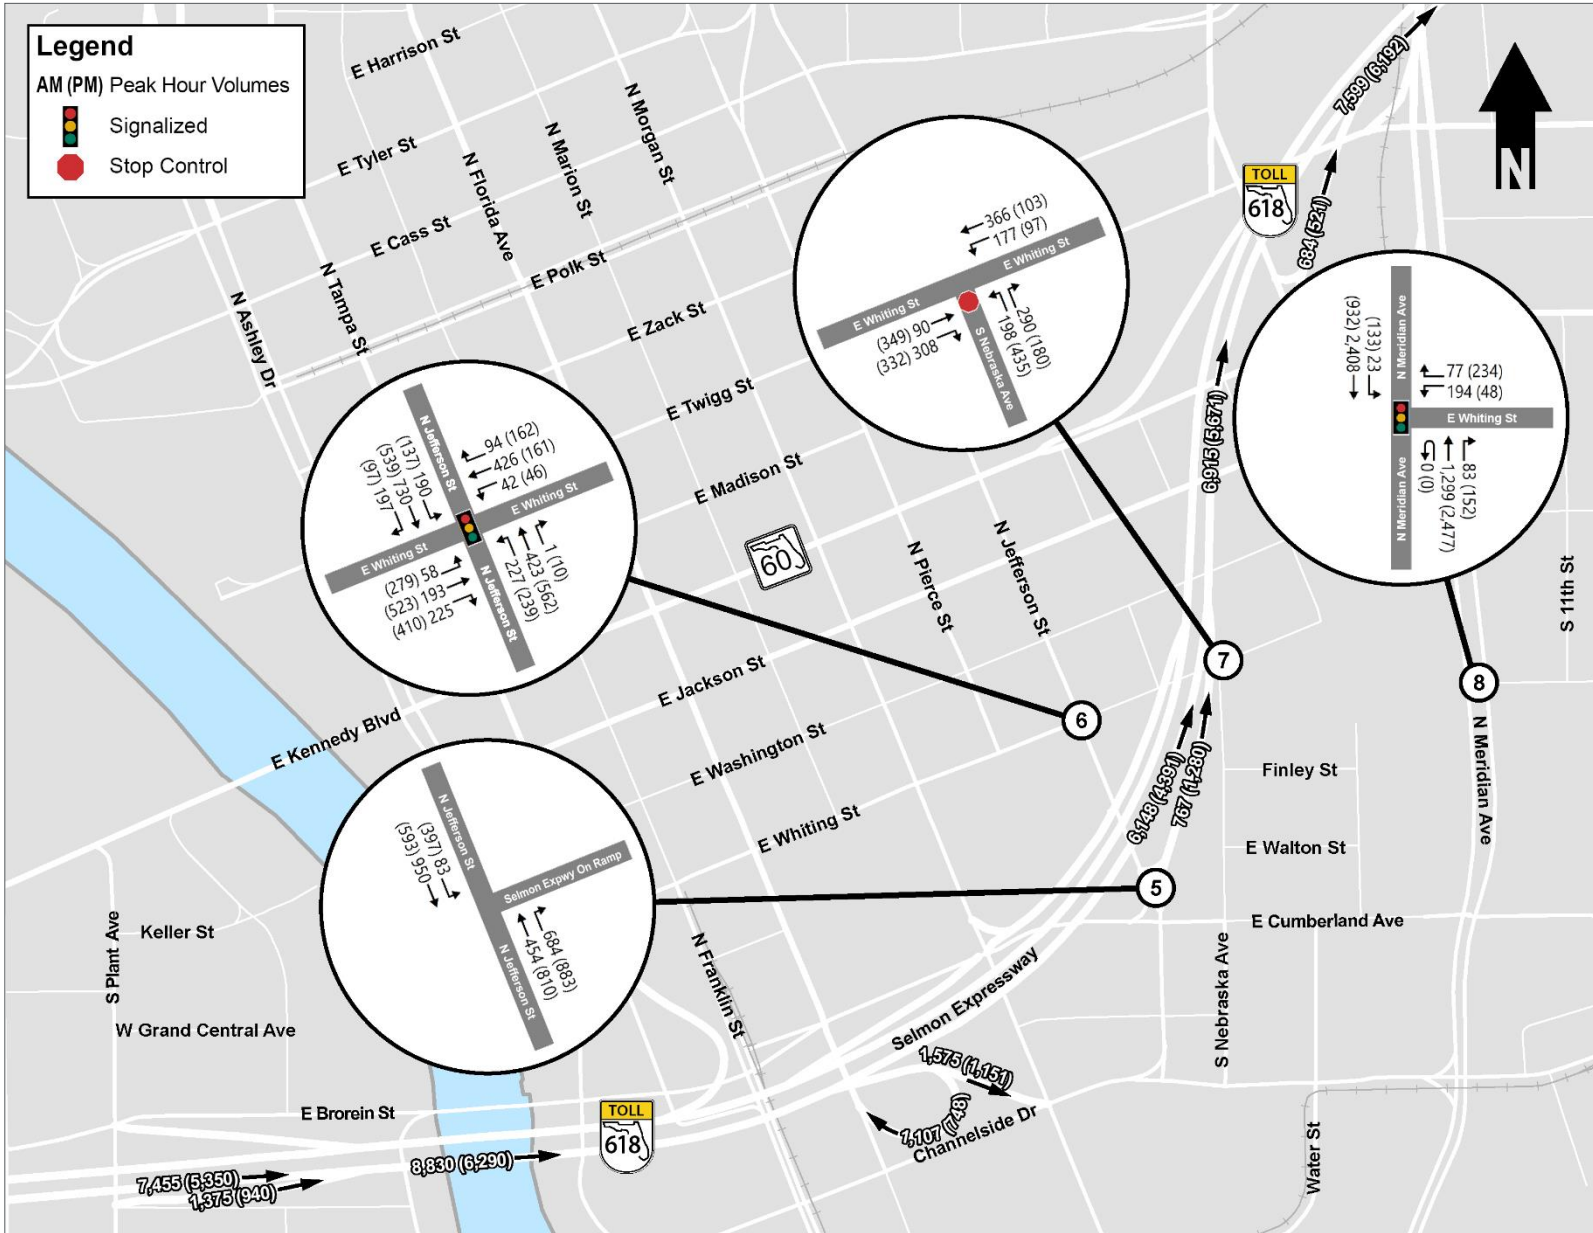 Legend
AM (PM) Peak Hour Volumes
Signalized
Stop Control
E Harrison St
E Tyler St
E Cass St
E Polk St
E Zack St
E Twigg St
E Madison St
E Kennedy Blvd
E Jackson St
E Washington St
E Whiting St
N Ashley Dr
N Tampa St
N Florida Ave
N Marion St
N Morgan St
N Pierce St
N Jefferson St
N Franklin St
60
TOLL
618
7,599 (6,192)
684 (521)
6,915 (5,671)
6,148 (4,391)
767 (1,280)
N
366 (103)
177 (97)
E Whiting St
E Whiting St
(349) 90
(332) 308
S Nebraska Ave
290 (180)
198 (435)
7
(133) 23
(932) 2,408
N Meridian Ave
77 (234)
194 (48)
E Whiting St
N Meridian Ave
83 (152)
1,299 (2,477)
0 (0)
8
(137) 190
(539) 730
(97) 197
N Jefferson St
94 (162)
426 (161)
42 (46)
E Whiting St
E Whiting St
(279) 58
(523) 193
(410) 225
N Jefferson St
1 (10)
423 (562)
227 (239)
6
(397) 83
(593) 950
N Jefferson St
Selmon Expwy On Ramp
684 (883)
454 (810)
N Jefferson St
5
S 11th St
N Meridian Ave
Finley St
E Walton St
E Cumberland Ave
S Nebraska Ave
Water St
Selmon Expressway
Channelside Dr
1,575 (1,151)
1,107 (748)
S Plant Ave
Keller St
W Grand Central Ave
E Brorein St
TOLL
618
8,830 (6,290)
7,455 (5,350)
1,375 (940)